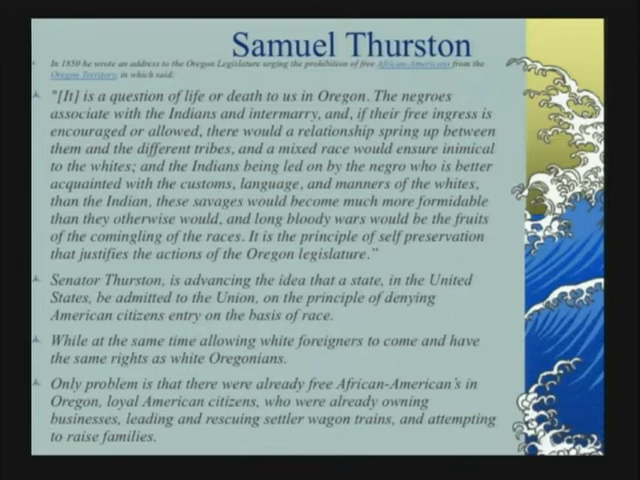 Samuel Thurston
In 1850 he wrote an address to the Oregon Legislature urging the prohibition of free African-Americans from the
Oregon Territory, in which said:
"[It] is a question of life or death to us in Oregon. The negroes
associate with the Indians and intermarry, and, if their free ingress is
encouraged or allowed, there would a relationship spring up between
them and the different tribes, and a mixed race would ensure inimical
to the whites; and the Indians being led on by the negro who is better
acquainted with the customs, language, and manners of the whites,
than the Indian, these savages would become much more formidable
than they otherwise would, and long bloody wars would be the fruits
of the comingling of the races. It is the principle of self preservation
that justifies the actions of the Oregon legislature."
Senator Thurston, is advancing the idea that a state, in the United
States, be admitted to the Union, on the principle of denying
American citizens entry on the basis of race.
While at the same time allowing white foreigners to come and have
the same rights as white Oregonians.
Only problem is that there were already free African-American's in
Oregon, loyal American citizens, who were already owning
businesses, leading and rescuing settler wagon trains, and attempting
to raise families.